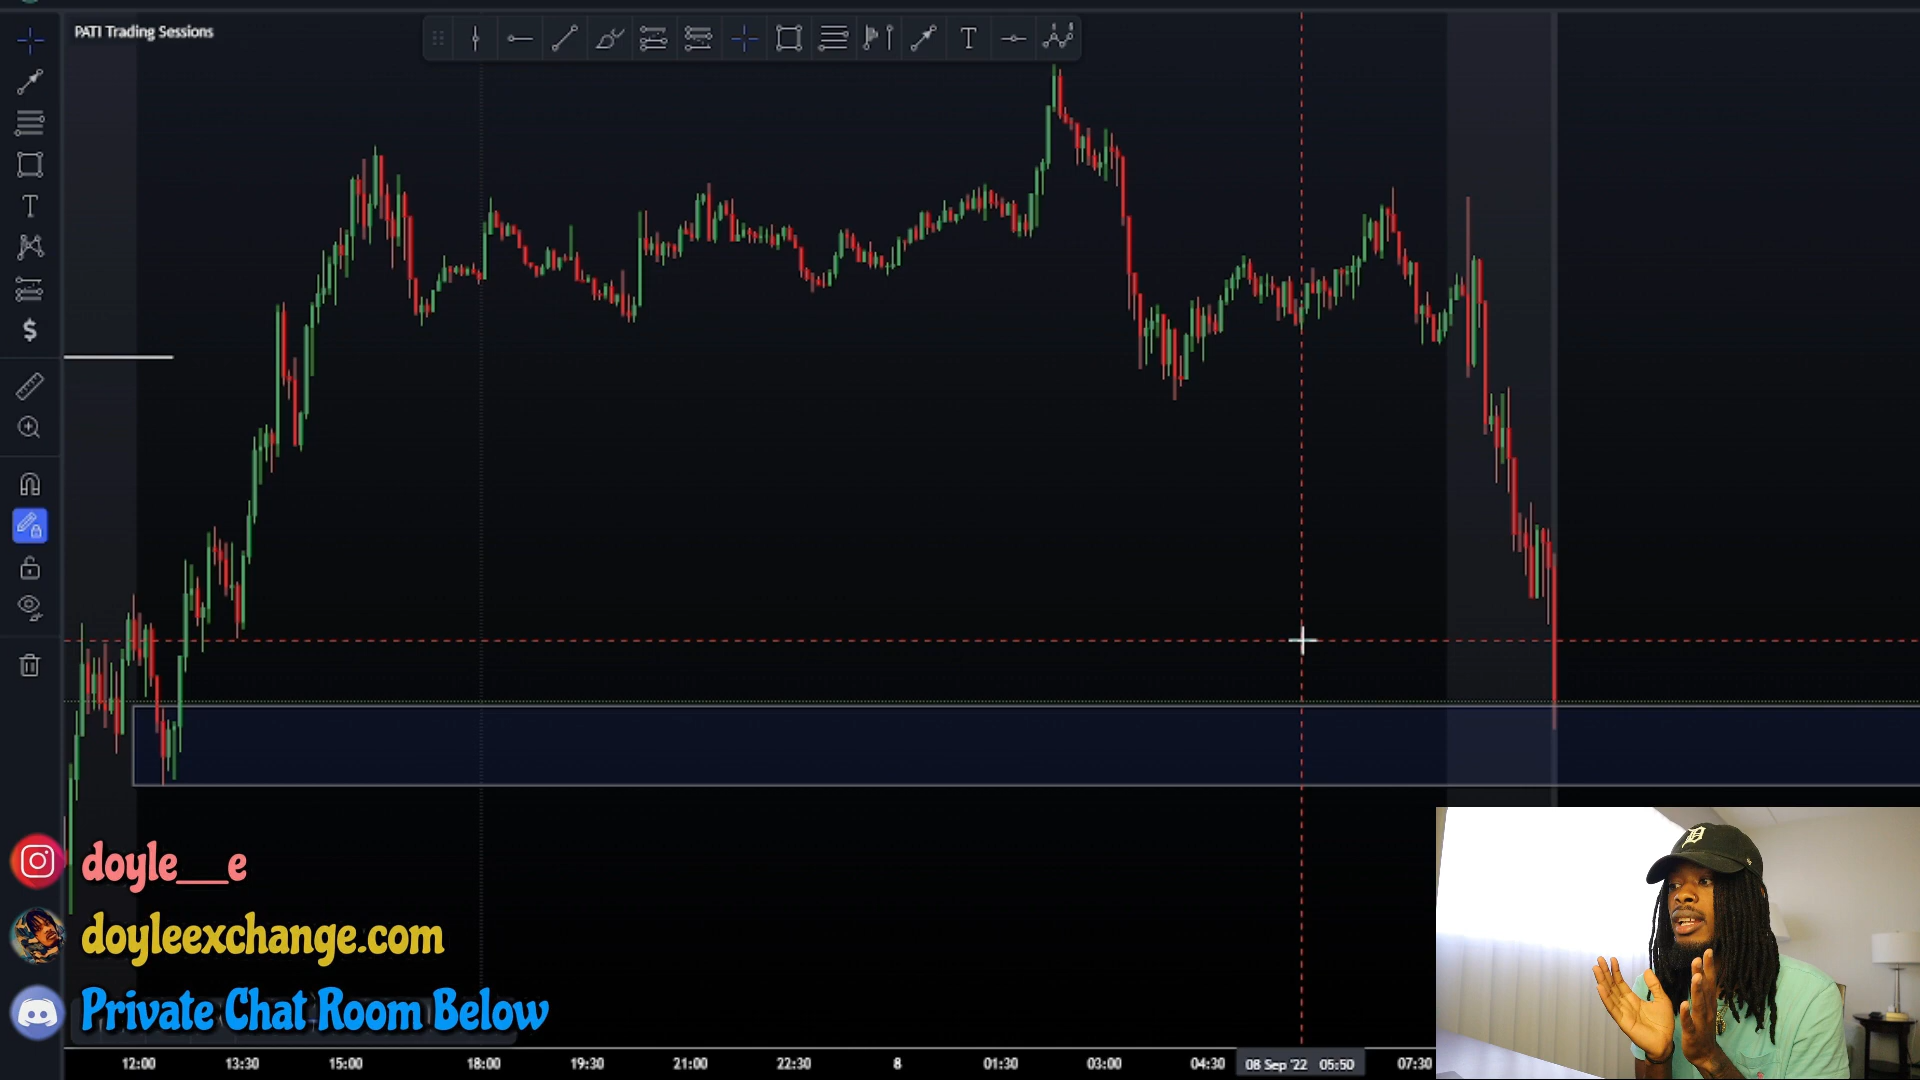 PATI Trading Sessions
doyle___e
doyleexchange.com
Private Chat Room Below
12:00 13:30 15:00 18:00 19:30 21:00 22:30 8 01:30 03:00 04:30 08 Sep '22 05:50 07:30